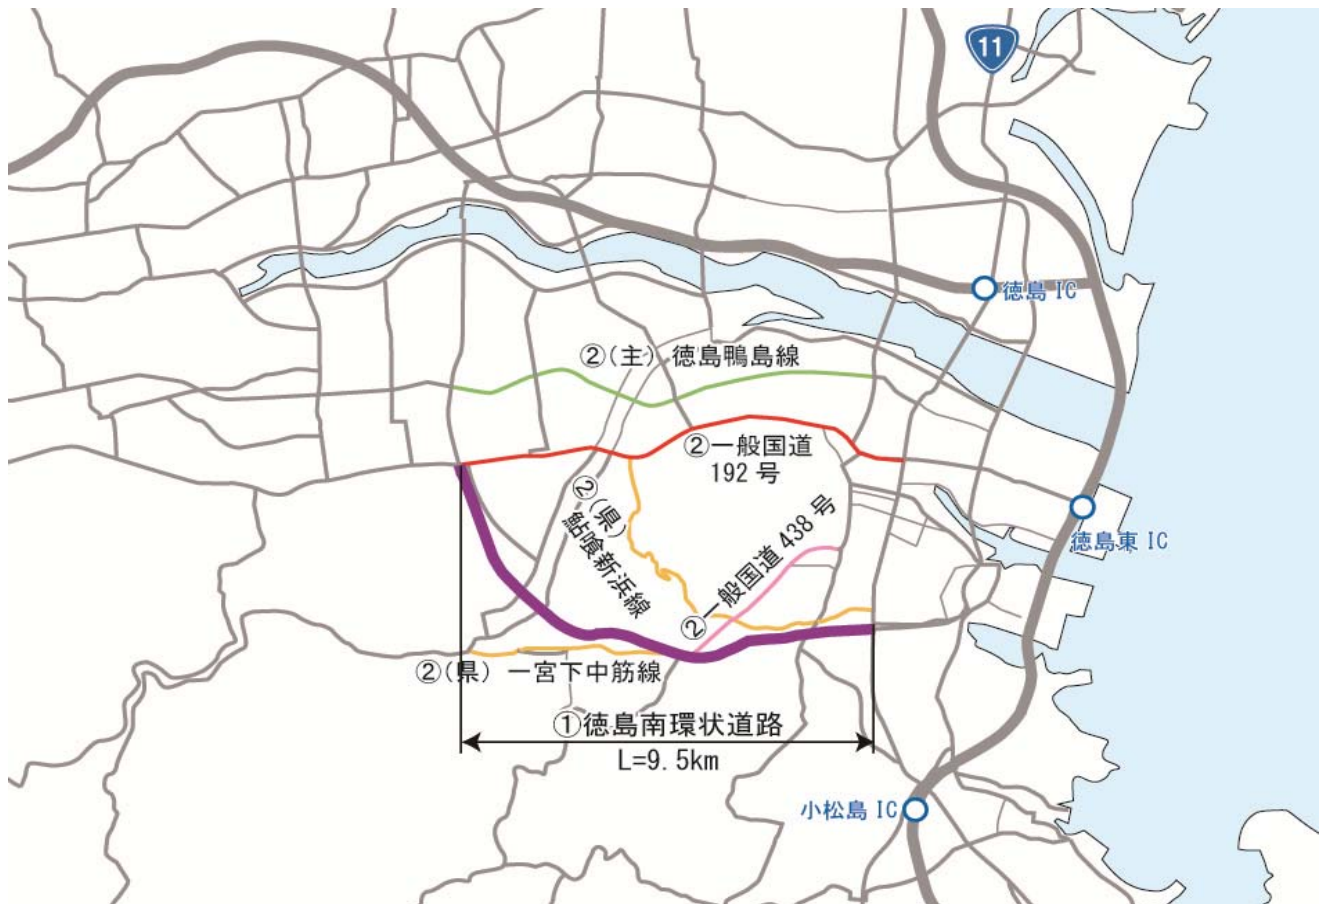 11
徳島 IC
②（主） 徳島鴨島線
②一般国道
192 号
②（県）
鮎喰新浜線
②一般国道 438 号
徳島東 IC
②（県） 一宮下中筋線
①徳島南環状道路
L=9.5km
小松島 IC